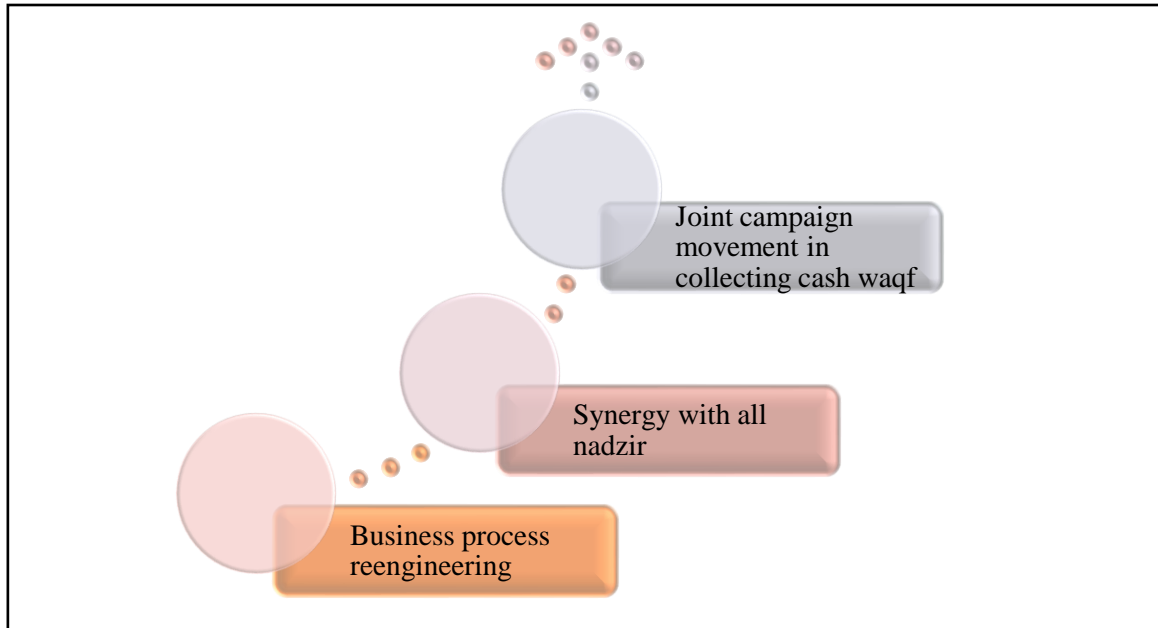 Joint campaign
movement in
collecting cash waqf
Synergy with all
nadzir
Business process
reengineering